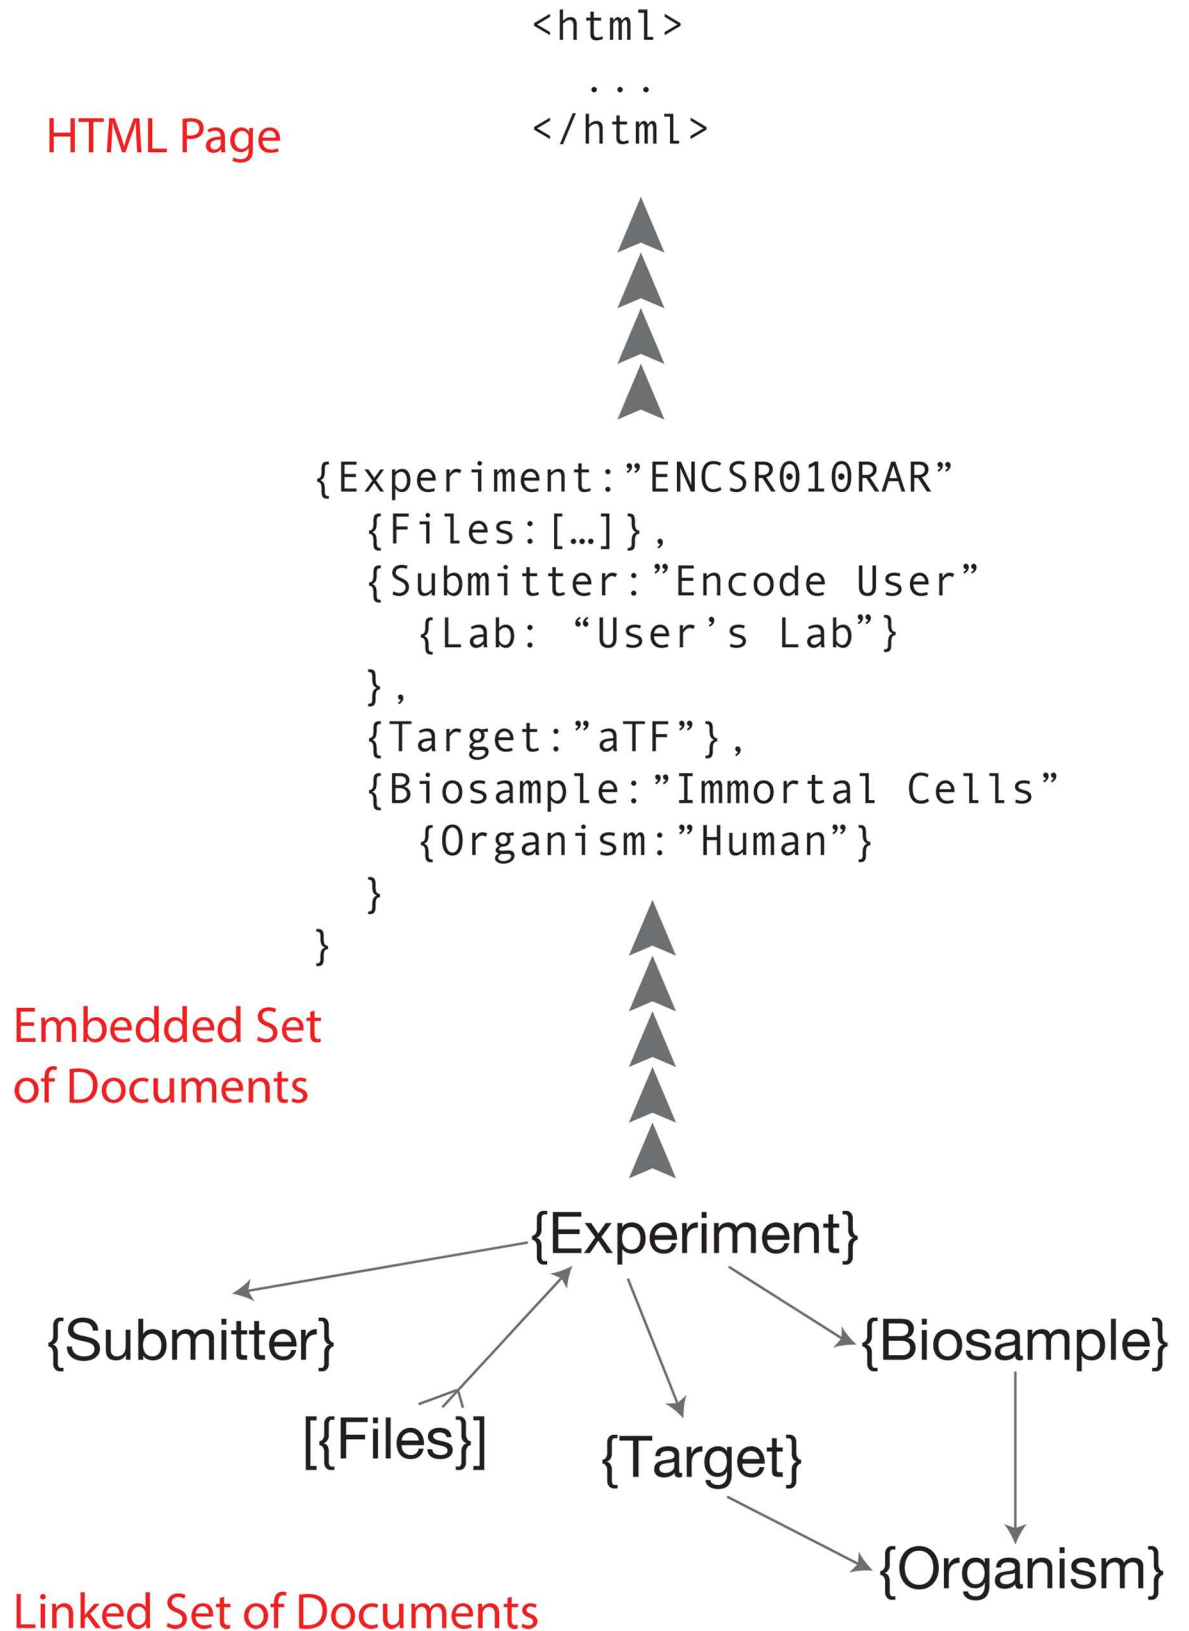 <html>
...
</html>
HTML Page
{Experiment:”ENCSR010RAR”
{Files:[…]},
{Submitter:”Encode User”
{Lab: “User’s Lab”}
},
{Target:”aTF”},
{Biosample:”Immortal Cells”
{Organism:”Human”}
}
}
Embedded Set
of Documents
{Experiment}
{Submitter}
{Biosample}
[{Files}]
{Target}
{Organism}
Linked Set of Documents